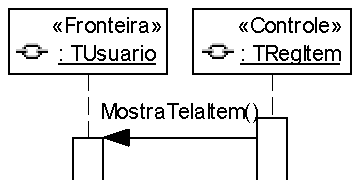 «Fronteira»
: TUsuario
«Controle»
: TRegItem
MostraTelaItem()